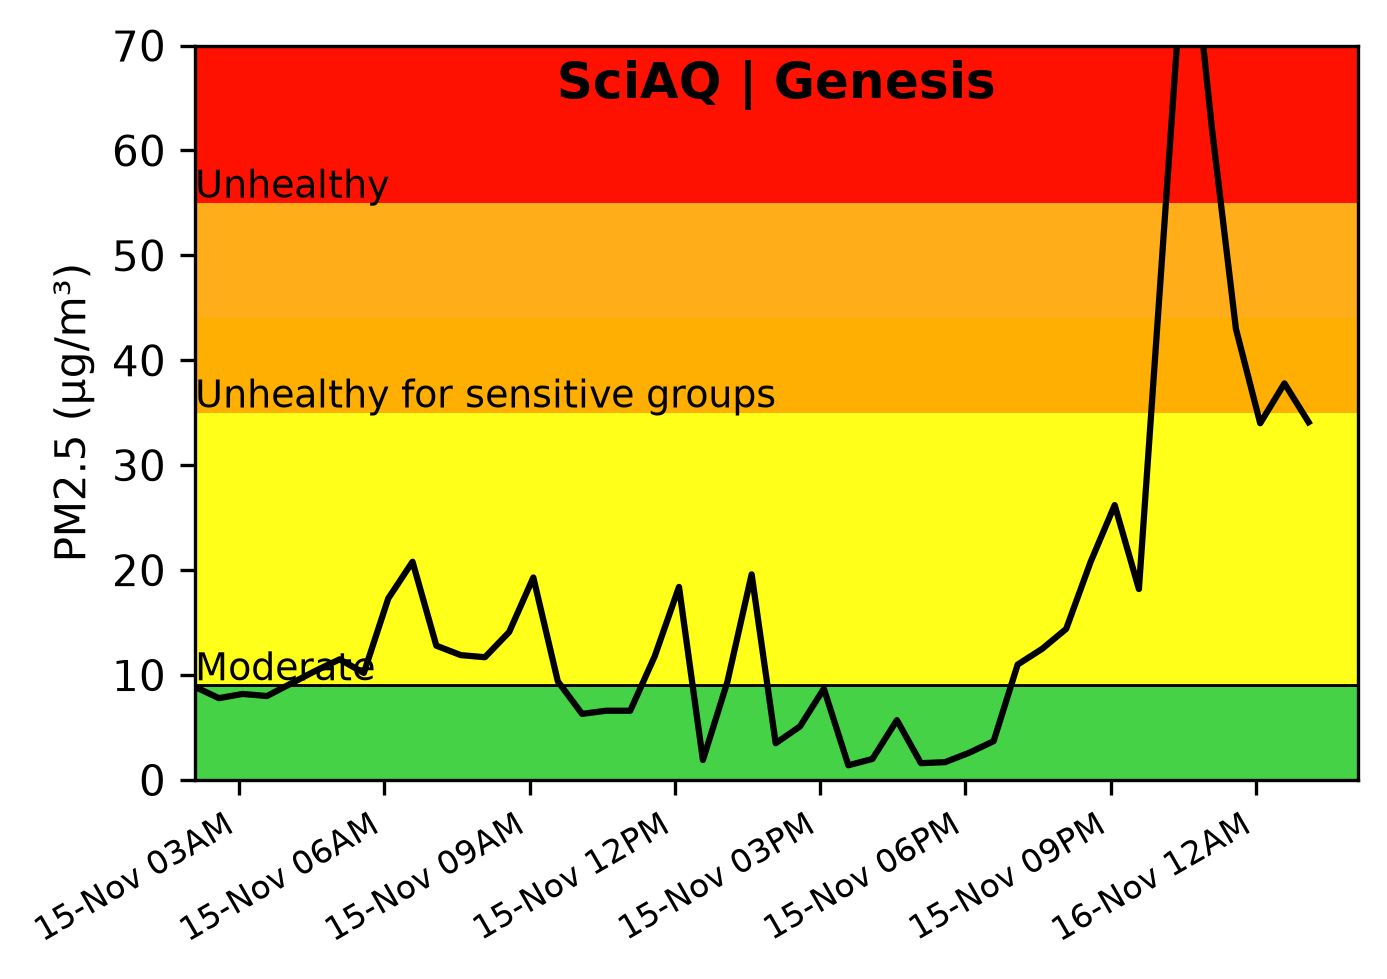 SciAQ | Genesis
PM2.5 (µg/m³)
70
60
50
40
30
20
10
0
Unhealthy
Unhealthy for sensitive groups
Moderate
15-Nov 03AM
15-Nov 06AM
15-Nov 09AM
15-Nov 12PM
15-Nov 03PM
15-Nov 06PM
15-Nov 09PM
16-Nov 12AM